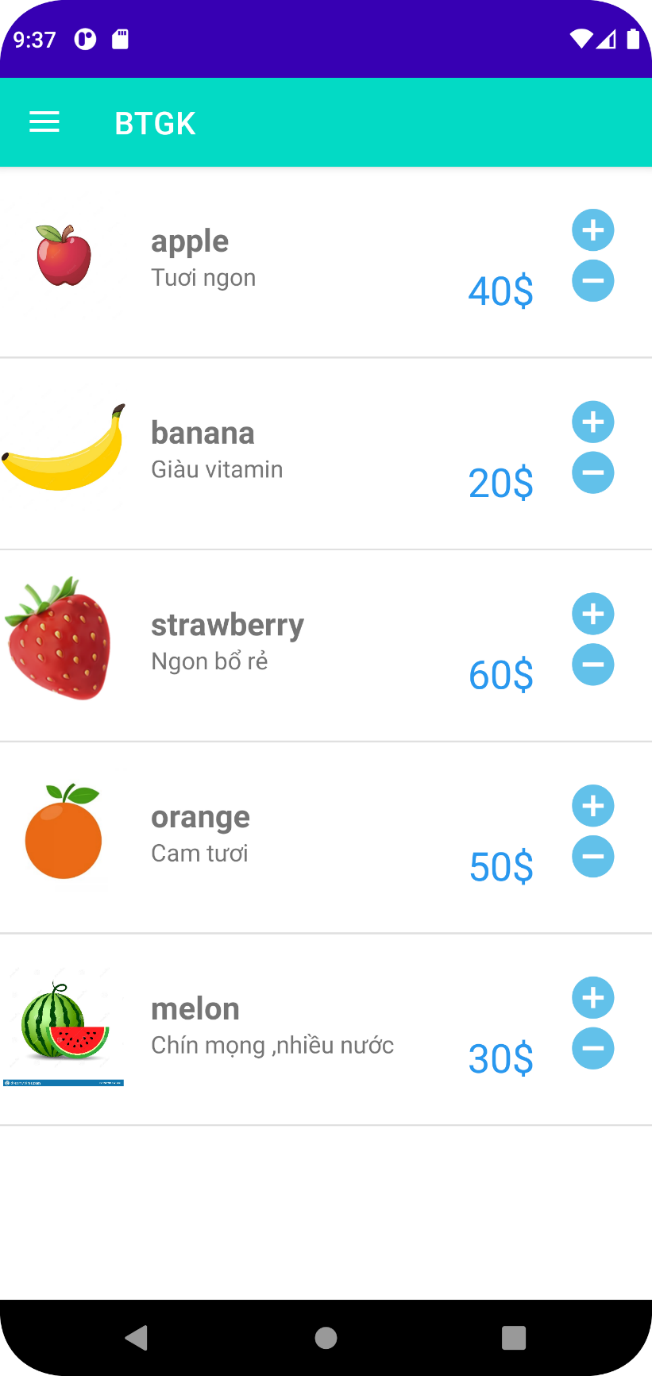 9:37
BTGK
apple
Tươi ngon
40$
banana
Giàu vitamin
20$
strawberry
Ngon bổ rẻ
60$
orange
Cam tươi
50$
melon
Chín mọng ,nhiều nước
30$